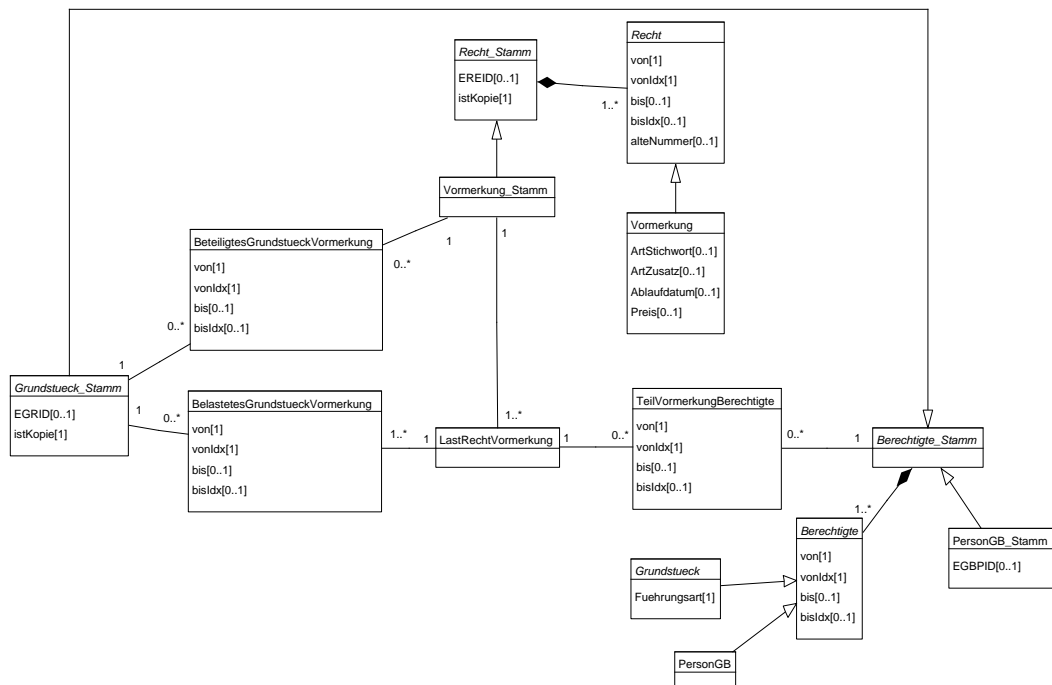 Recht_Stamm
EREID[0..1]
istKopie[1]
1..*
Recht
von[1]
vonIdx[1]
bis[0..1]
bisIdx[0..1]
alteNummer[0..1]
Vormerkung_Stamm
1
1
Vormerkung
ArtStichwort[0..1]
ArtZusatz[0..1]
Ablaufdatum[0..1]
Preis[0..1]
BeteiligtesGrundstueckVormerkung
von[1]
vonIdx[1]
bis[0..1]
bisIdx[0..1]
0..*
0..*
1
Grundstueck_Stamm
EGRID[0..1]
istKopie[1]
1
0..*
BelastetesGrundstueckVormerkung
von[1]
vonIdx[1]
bis[0..1]
bisIdx[0..1]
1..*
1
1..*
LastRechtVormerkung
1
0..*
TeilVormerkungBerechtigte
von[1]
vonIdx[1]
bis[0..1]
bisIdx[0..1]
0..*
1
Berechtigte_Stamm
1..*
Berechtigte
von[1]
vonIdx[1]
bis[0..1]
bisIdx[0..1]
PersonGB_Stamm
EGBPID[0..1]
Grundstueck
Fuehrungsart[1]
PersonGB